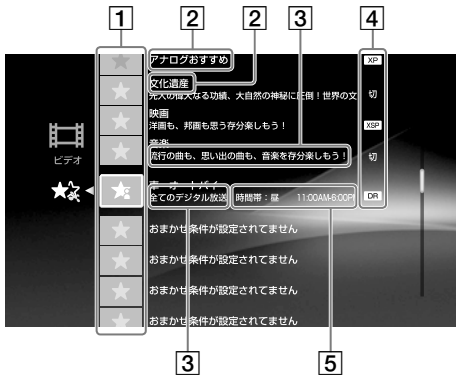 1 2 2 3 4
アナログおすすめ XP
文化遺産
先人の偉大なる功績、大自然の神秘に圧倒！世界の文 切
映画
洋画も、邦画も思う存分楽しもう！ XSP
音楽
流行の曲も、思い出の曲も、音楽を存分楽しもう！ 切
ビデオ
車・オートバイ
全てのデジタル放送 時間帯：昼 11:00AM-6:00PM DR
おまかせ条件が設定されてません
おまかせ条件が設定されてません
おまかせ条件が設定されてません
おまかせ条件が設定されてません
3 5